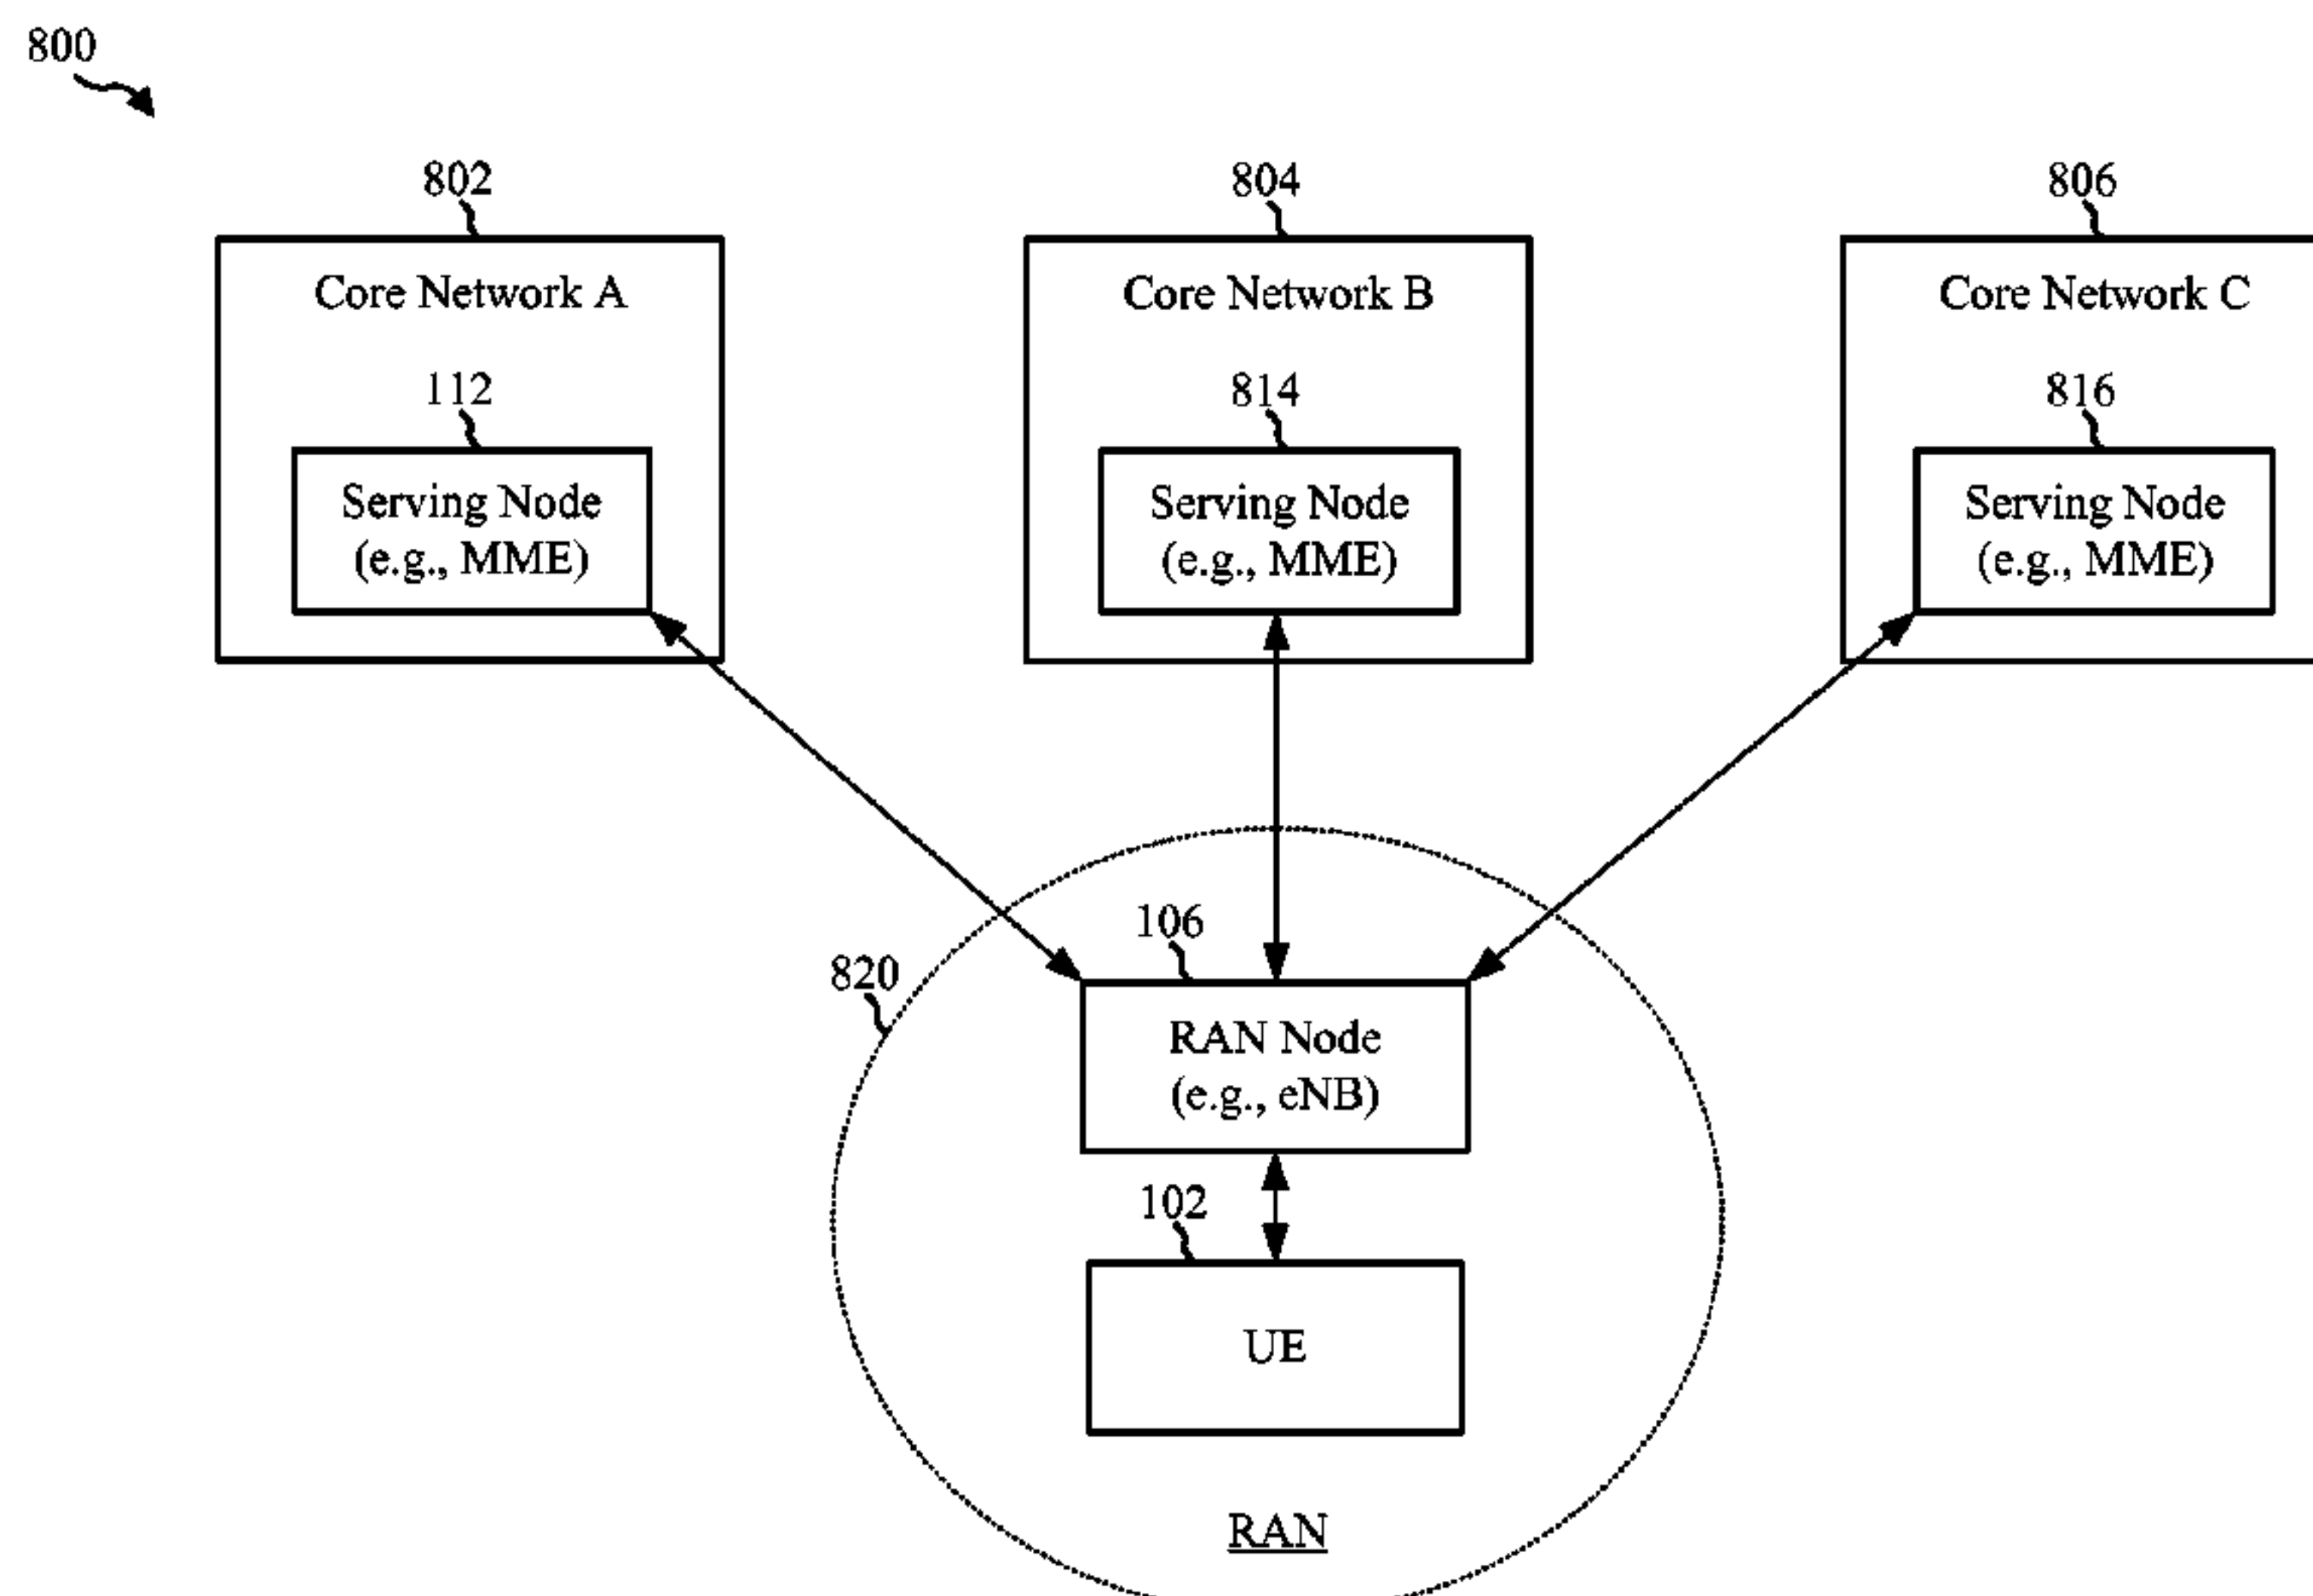 800
802
804
806
Core Network A
Core Network B
Core Network C
112
814
816
Serving Node
(e.g., MME)
Serving Node
(e.g., MME)
Serving Node
(e.g., MME)
106
820
RAN Node
(e.g., eNB)
102
UE
RAN